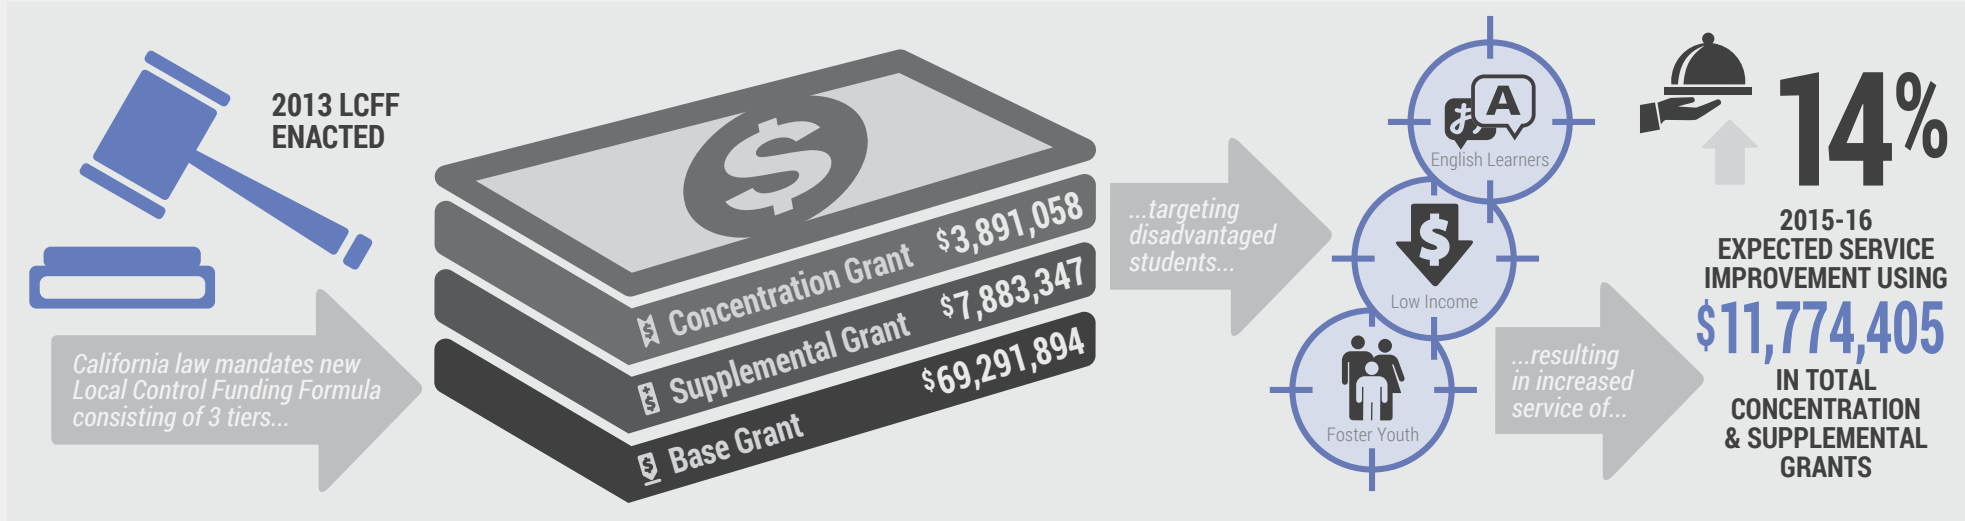 2013 LCFF
ENACTED
California law mandates new
Local Control Funding Formula
consisting of 3 tiers...
$
Concentration Grant $3,891,058
Supplemental Grant $7,883,347
Base Grant $69,291,894
...targeting
disadvantaged
students...
あ A
English Learners
$
Low Income
Foster Youth
...resulting
in increased
service of...
14%
2015-16
EXPECTED SERVICE
IMPROVEMENT USING
$11,774,405
IN TOTAL
CONCENTRATION
& SUPPLEMENTAL
GRANTS